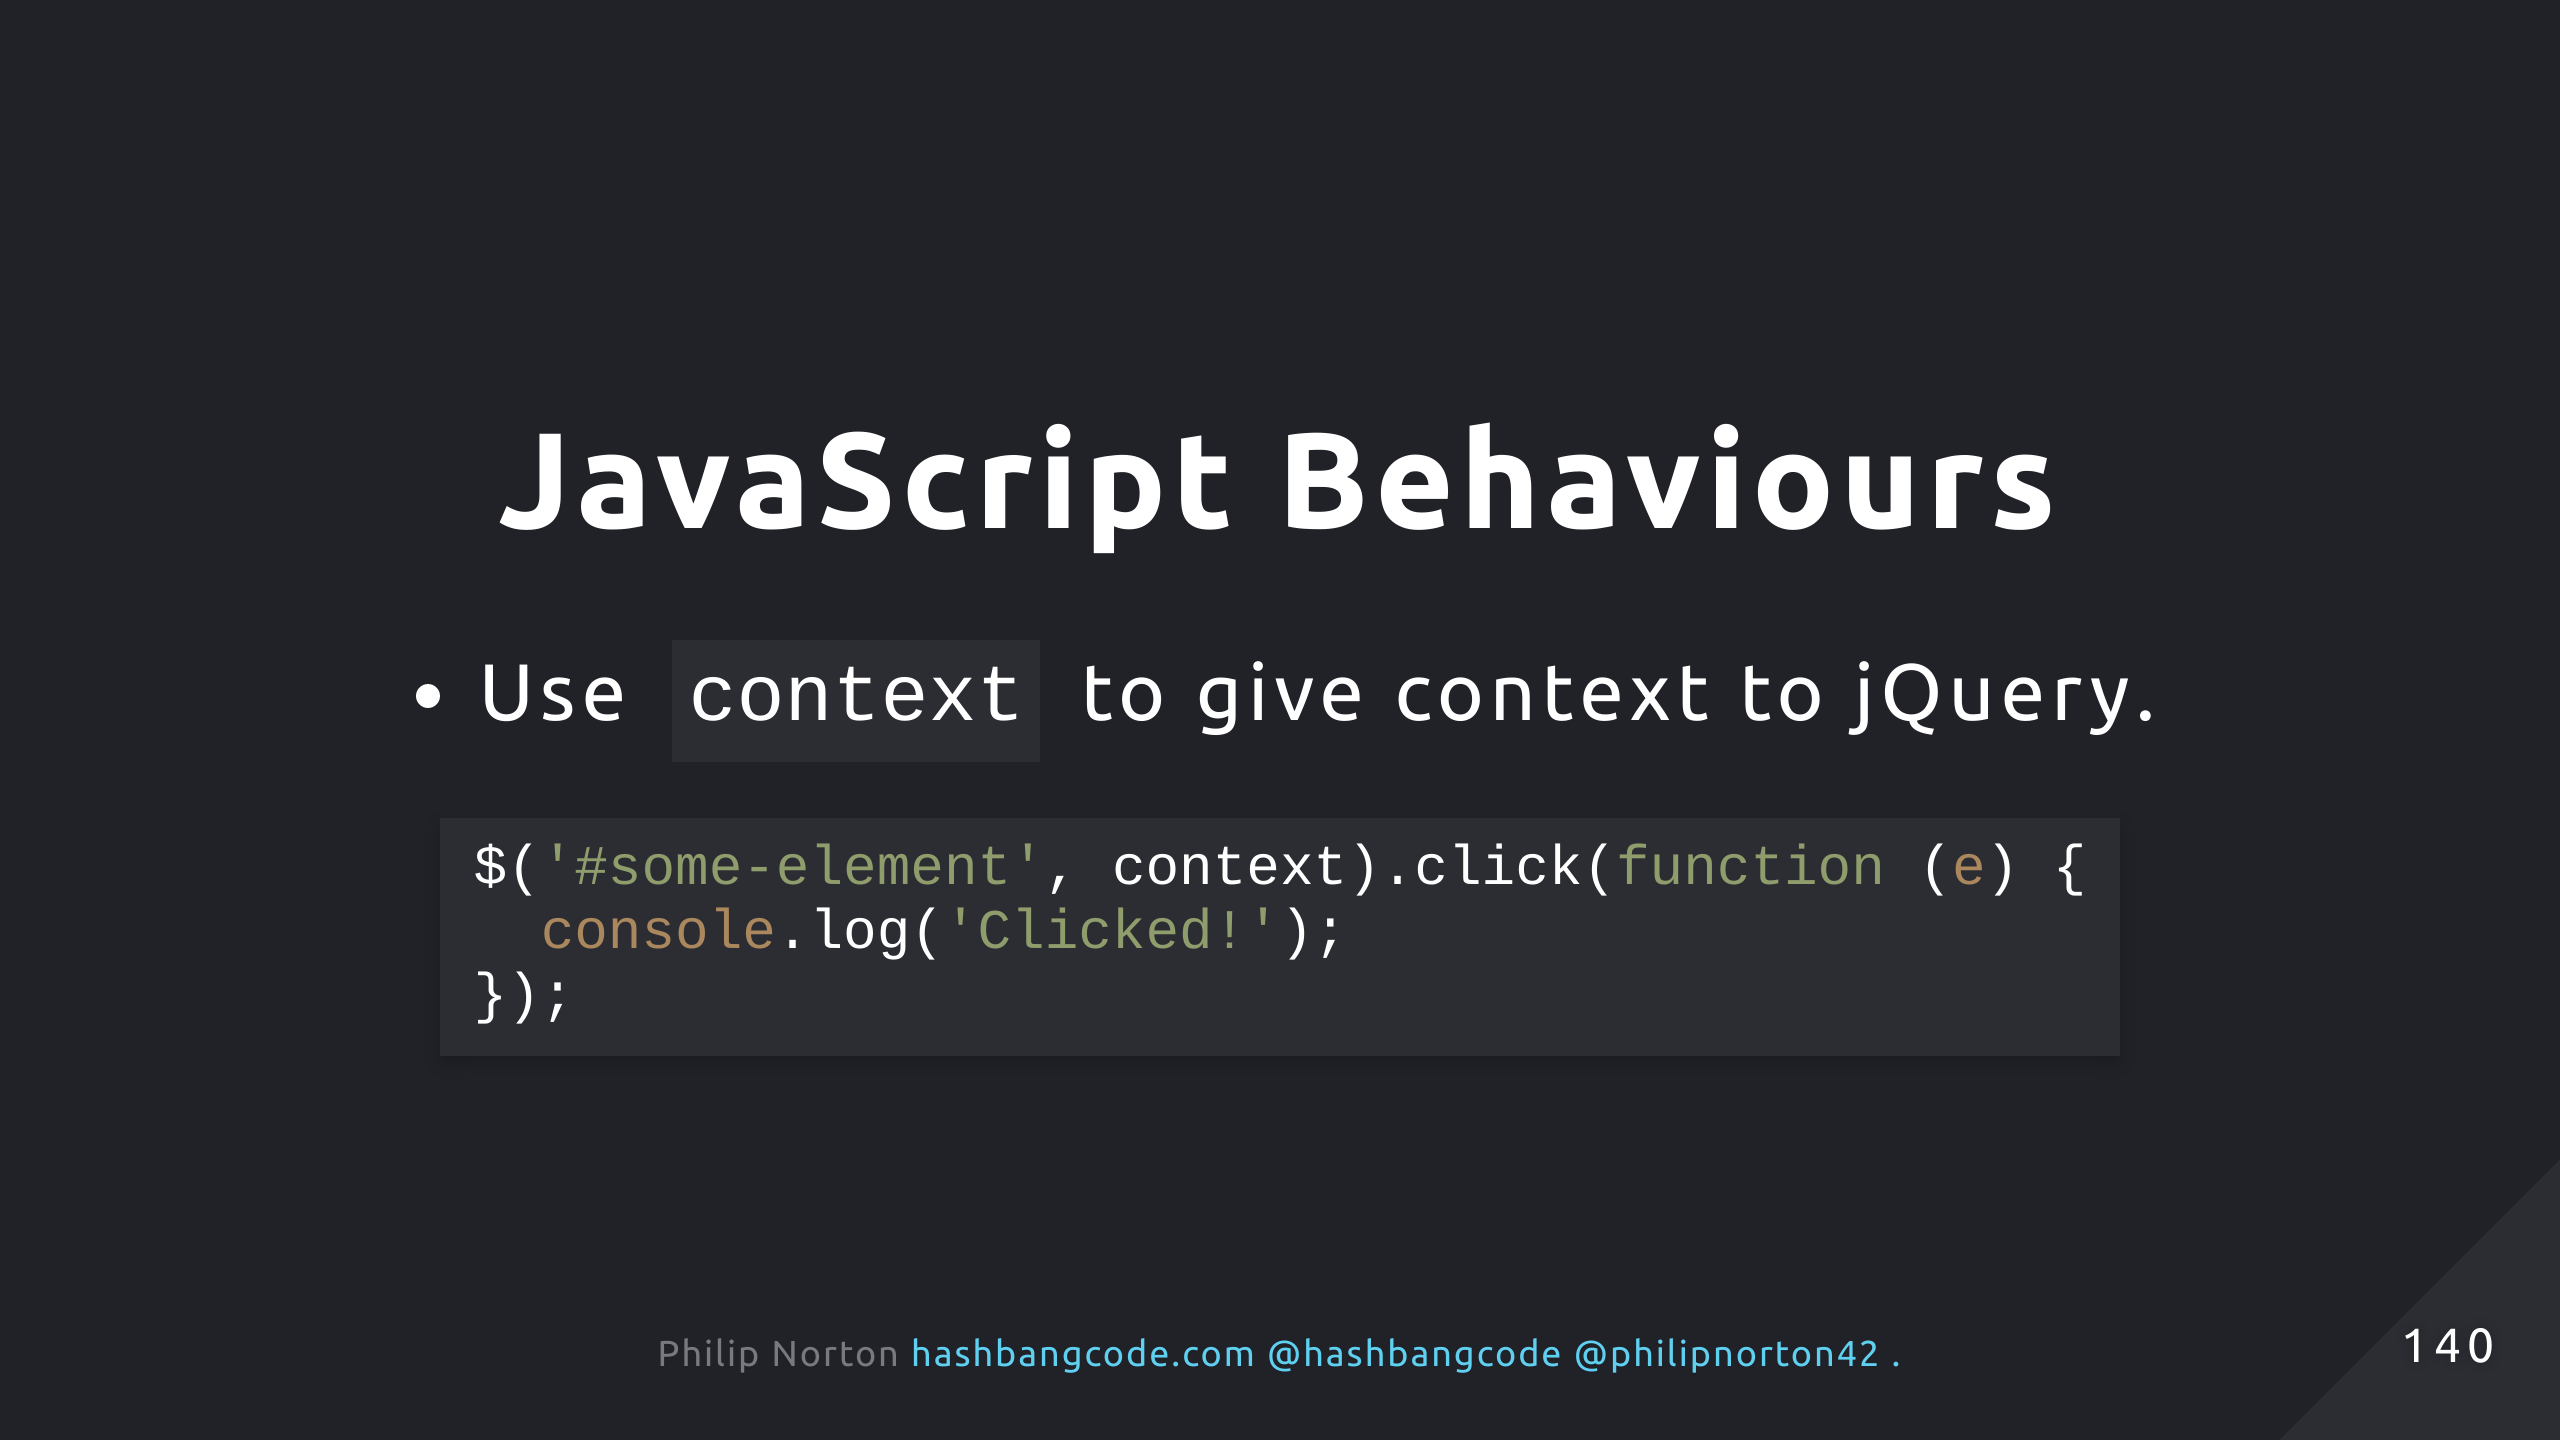 JavaScript Behaviours
• Use context to give context to jQuery.
$('#some-element', context).click(function (e) {
  console.log('Clicked!');
});
Philip Norton hashbangcode.com @hashbangcode @philipnorton42 .
140